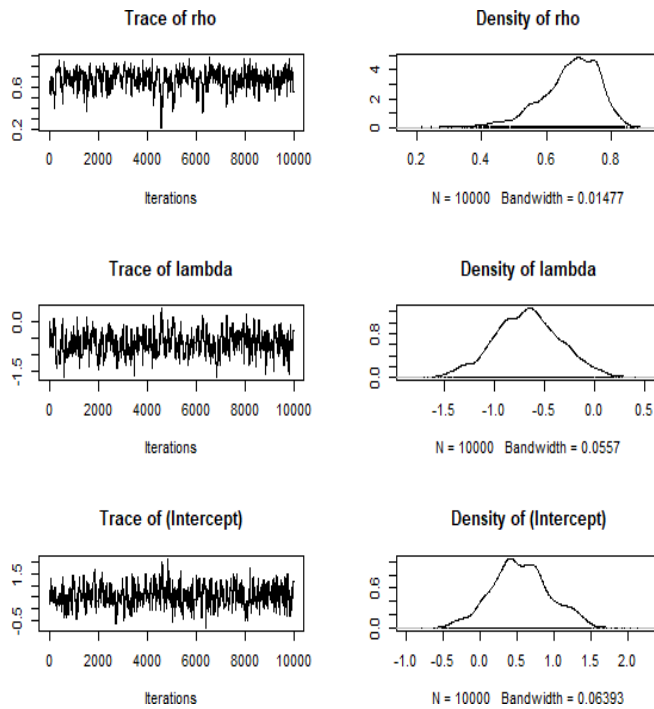 Trace of rho
0.2 0.6
0 2000 4000 6000 8000 10000
Iterations
Density of rho
0 2 4
0.2 0.4 0.6 0.8
N = 10000 Bandwidth = 0.01477
Trace of lambda
-1.5 0.0
0 2000 4000 6000 8000 10000
Iterations
Density of lambda
0.0 0.8
-1.5 -1.0 -0.5 0.0 0.5
N = 10000 Bandwidth = 0.0557
Trace of (Intercept)
-0.5 1.5
0 2000 4000 6000 8000 10000
Iterations
Density of (Intercept)
0.0 0.6
-1.0 -0.5 0.0 0.5 1.0 1.5 2.0
N = 10000 Bandwidth = 0.06393